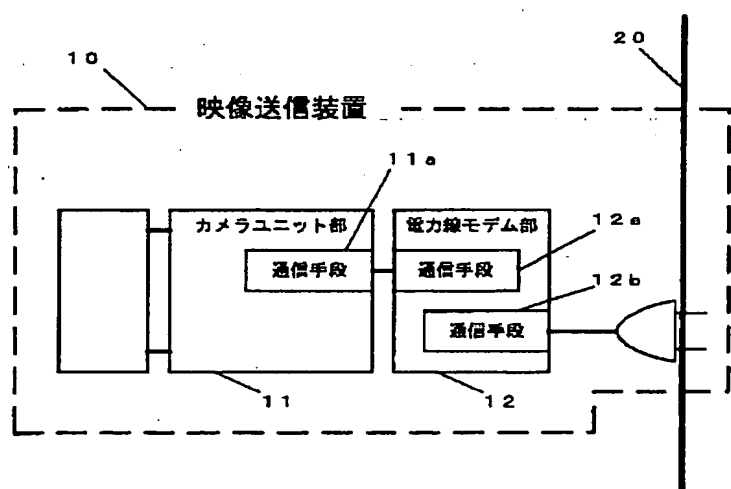 ２０
１０
映像送信装置
１１ａ
カメラユニット部
電力線モデム部
１２ａ
通信手段
通信手段
１２ｂ
通信手段
１１
１２